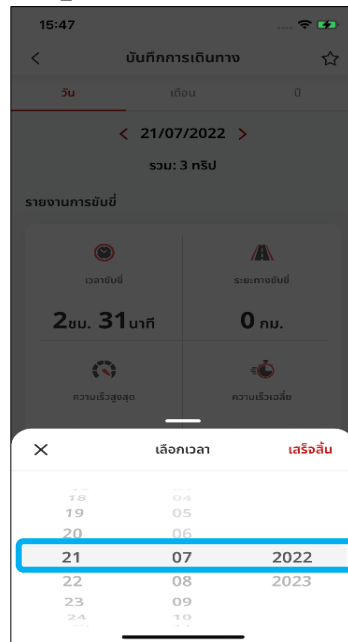 15:47
บันทึกการเดินทาง
วัน เดือน ปี
< 21/07/2022 >
รวม: 3 ทริป
รายงานการขับขี่
เวลาขับขี่ ระยะทางขับขี่
2ชม. 31นาที 0 กม.
ความเร็วสูงสุด ความเร็วเฉลี่ย
เลือกเวลา เสร็จสิ้น
18 04
19 05
20 06
21 07 2022
22 08 2023
23 09
24 10